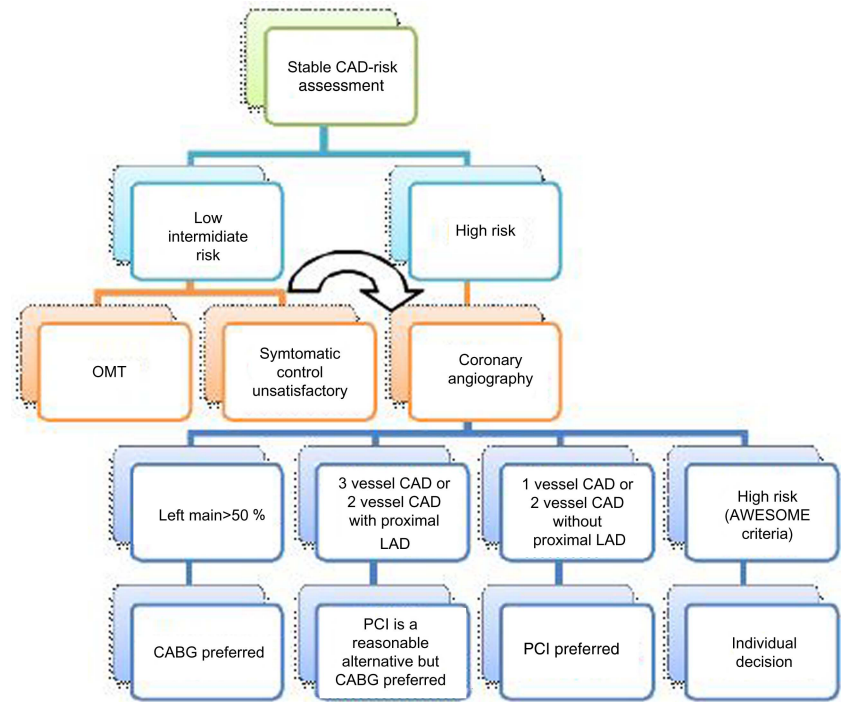 Stable CAD-risk
assessment
Low
intermidiate
risk
High risk
OMT
Symtomatic
control
unsatisfactory
Coronary
angiography
Left main>50 %
3 vessel CAD or
2 vessel CAD
with proximal
LAD
1 vessel CAD or
2 vessel CAD
without
proximal LAD
High risk
(AWESOME
criteria)
CABG preferred
PCI is a
reasonable
alternative but
CABG preferred
PCI preferred
Individual
decision